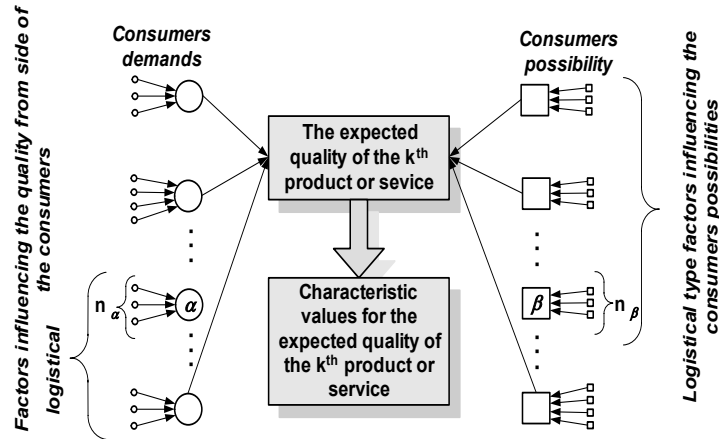 Factors influencing the quality from side of
the consumers
logistical
Consumers
demands
n α
α
The expected
quality of the kth
product or sevice
Characteristic
values for the
expected quality of
the kth product or
service
Consumers
possibility
β
n β
Logistical type factors influencing the
consumers possibilities